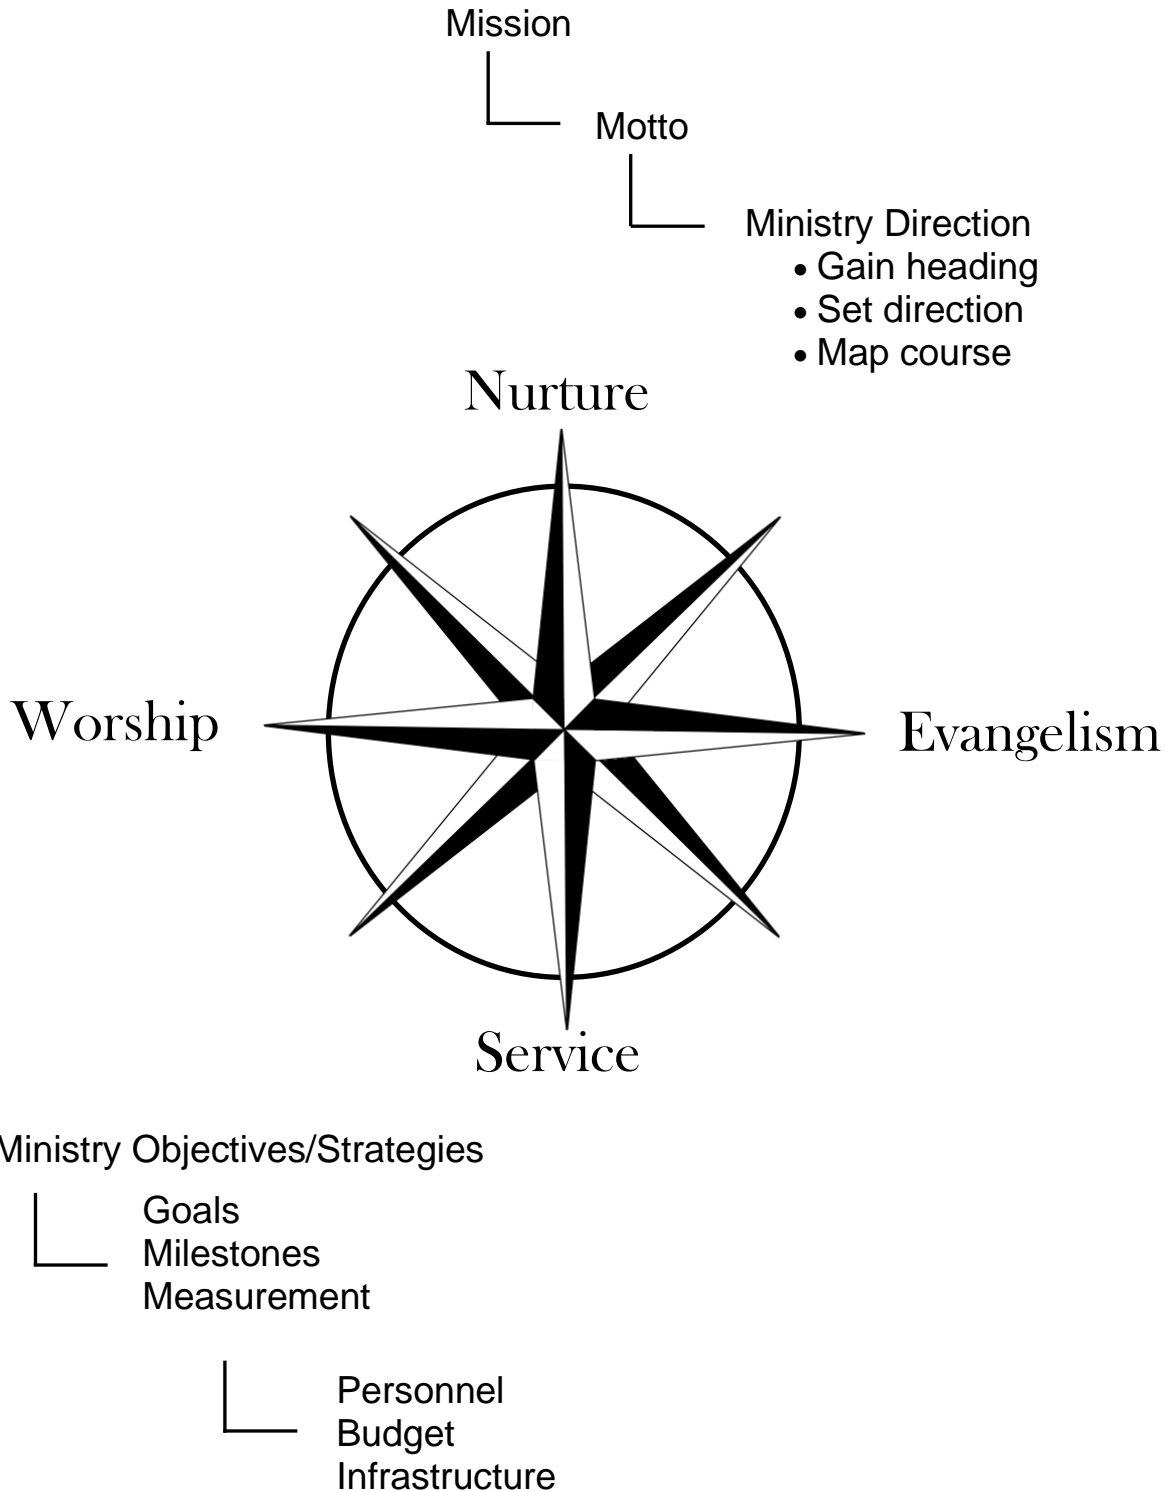 Mission
Motto
Ministry Direction
• Gain heading
• Set direction
• Map course
Nurture
Worship
Evangelism
Service
Ministry Objectives/Strategies
Goals
Milestones
Measurement
Personnel
Budget
Infrastructure